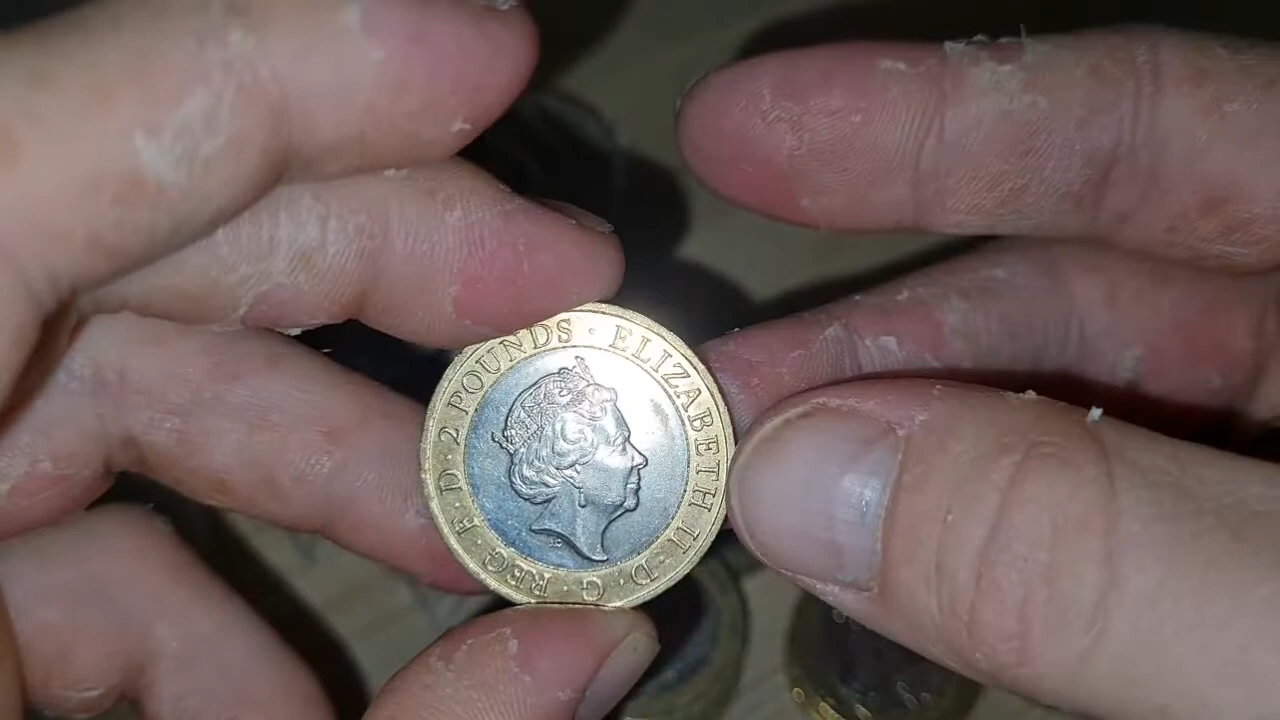 2 POUNDS · ELIZABETH II · D · G · REG · F · D ·